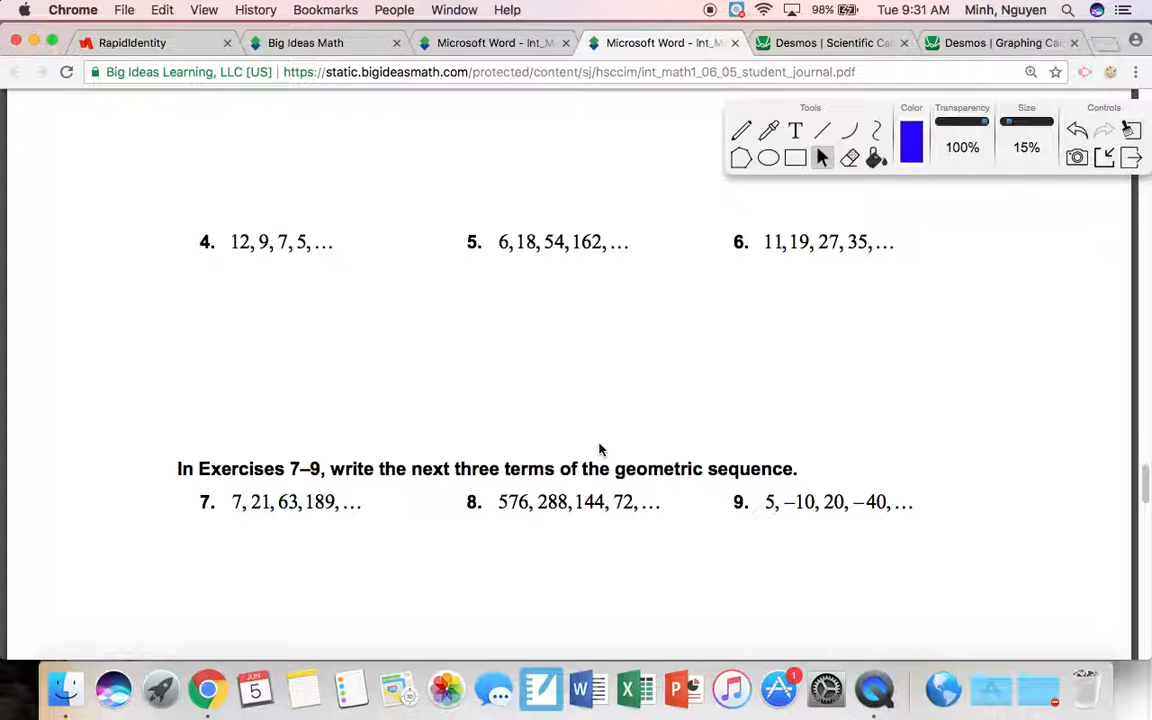 Chrome File Edit View History Bookmarks People Window Help 98% Tue 9:31 AM Minh, Nguyen
RapidIdentity Big Ideas Math Microsoft Word - Int_M Microsoft Word - Int_M Desmos | Scientific Cal Desmos | Graphing Cal
Big Ideas Learning, LLC [US] https://static.bigideasmath.com/protected/content/sj/hsccim/int_math1_06_05_student_journal.pdf
Tools Color Transparency Size Controls
T
100% 15%
4. 12, 9, 7, 5, … 5. 6, 18, 54, 162, … 6. 11, 19, 27, 35, …
In Exercises 7–9, write the next three terms of the geometric sequence.
7. 7, 21, 63, 189, … 8. 576, 288, 144, 72, … 9. 5, −10, 20, −40, …
JUN
5
1